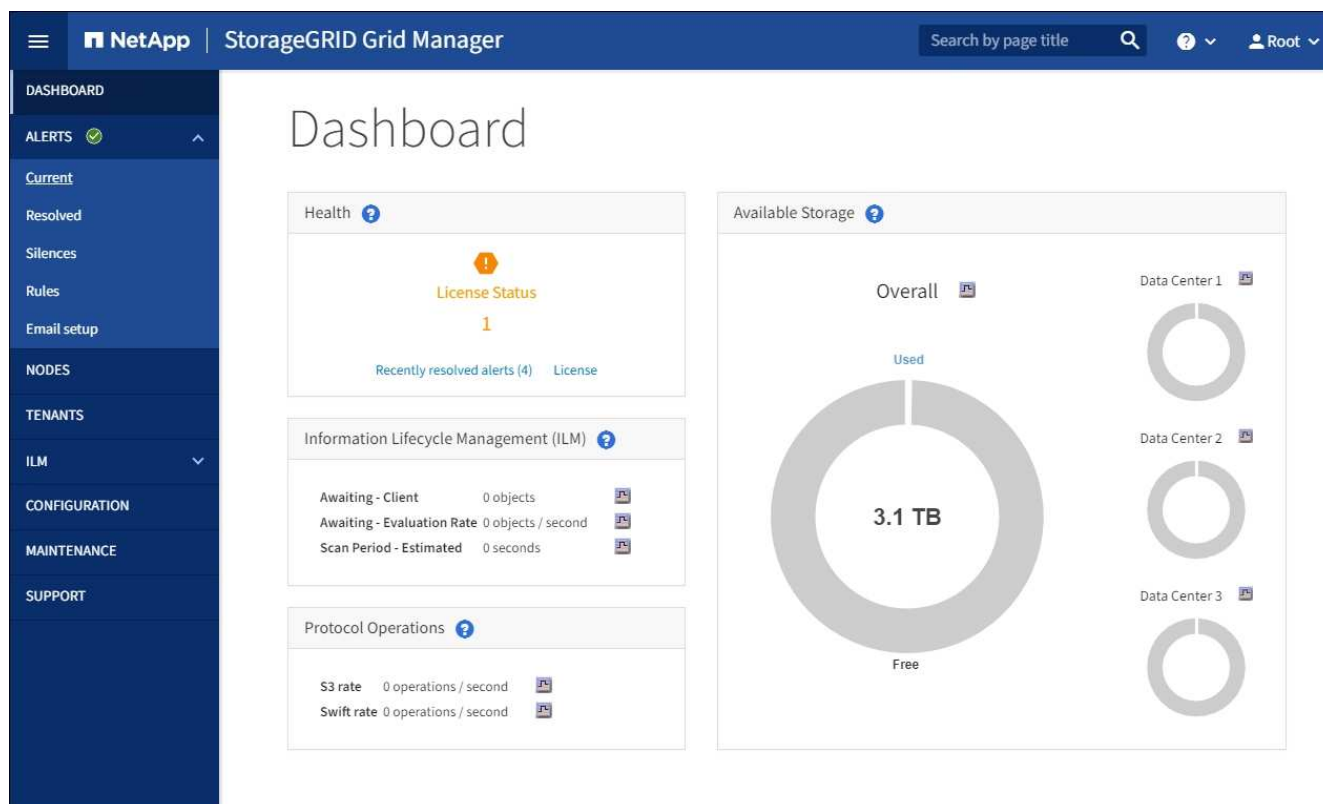 NetApp | StorageGRID Grid Manager
Search by page title
?
Root
DASHBOARD
ALERTS
Current
Resolved
Silences
Rules
Email setup
NODES
TENANTS
ILM
CONFIGURATION
MAINTENANCE
SUPPORT
Dashboard
Health ?
!
License Status
1
Recently resolved alerts (4) License
Information Lifecycle Management (ILM) ?
Awaiting - Client 0 objects
Awaiting - Evaluation Rate 0 objects / second
Scan Period - Estimated 0 seconds
Protocol Operations ?
S3 rate 0 operations / second
Swift rate 0 operations / second
Available Storage ?
Overall
Used
3.1 TB
Free
Data Center 1
Data Center 2
Data Center 3